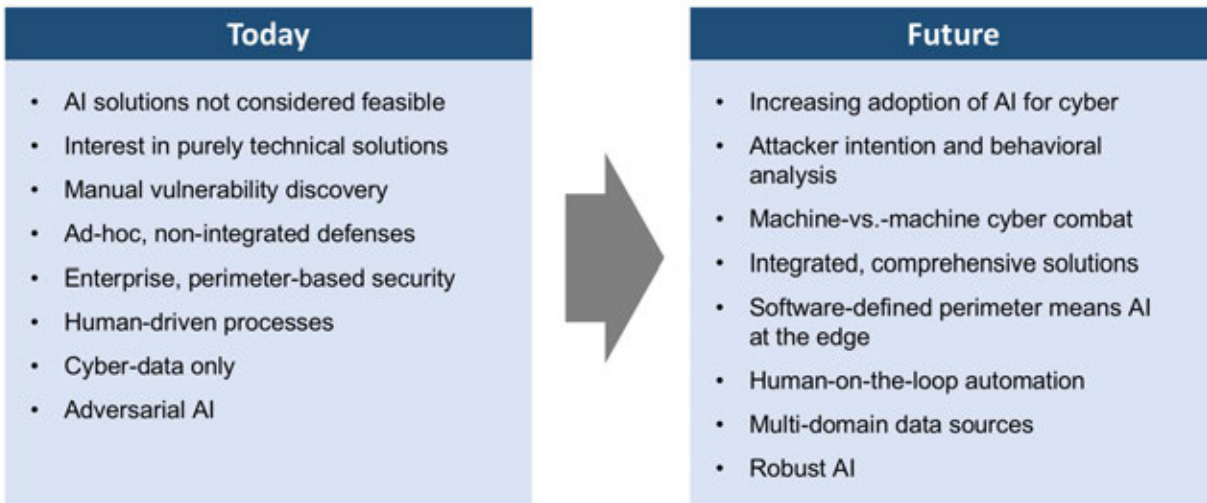 Today
• AI solutions not considered feasible
• Interest in purely technical solutions
• Manual vulnerability discovery
• Ad-hoc, non-integrated defenses
• Enterprise, perimeter-based security
• Human-driven processes
• Cyber-data only
• Adversarial AI
Future
• Increasing adoption of AI for cyber
• Attacker intention and behavioral
analysis
• Machine-vs.-machine cyber combat
• Integrated, comprehensive solutions
• Software-defined perimeter means AI
at the edge
• Human-on-the-loop automation
• Multi-domain data sources
• Robust AI